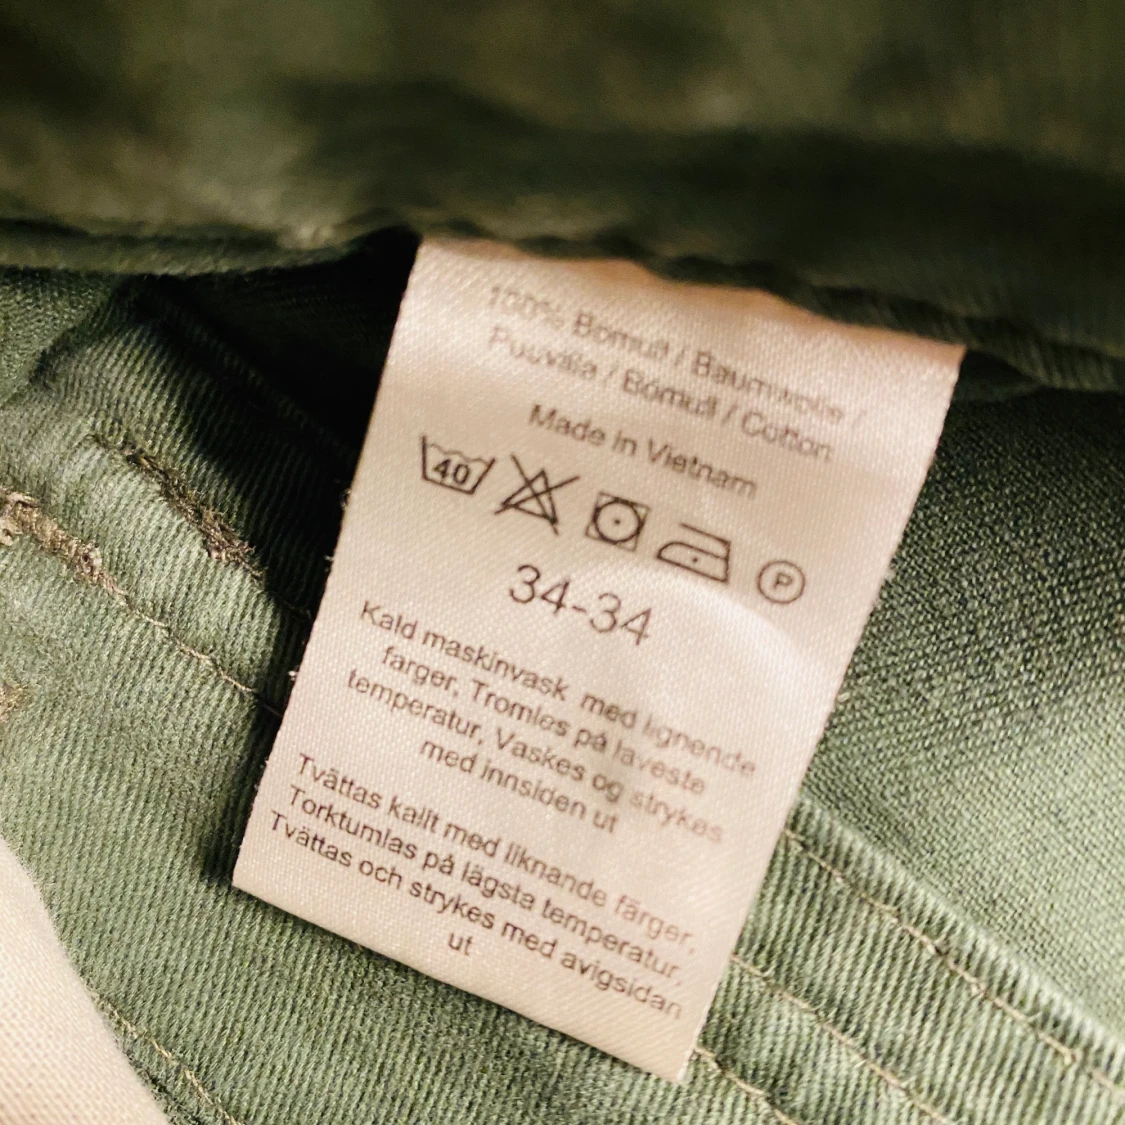 100% Bomull / Baumwolle /
Puuvilla / Bómull / Cotton
Made in Vietnam
40
P
34-34
Kald maskinvask med lignende
farger, Tromles på laveste
temperatur, Vaskes og strykes
med innsiden ut
Tvättas kallt med liknande färger,
Torktumlas på lägsta temperatur,
Tvättas och strykes med avigsidan
ut